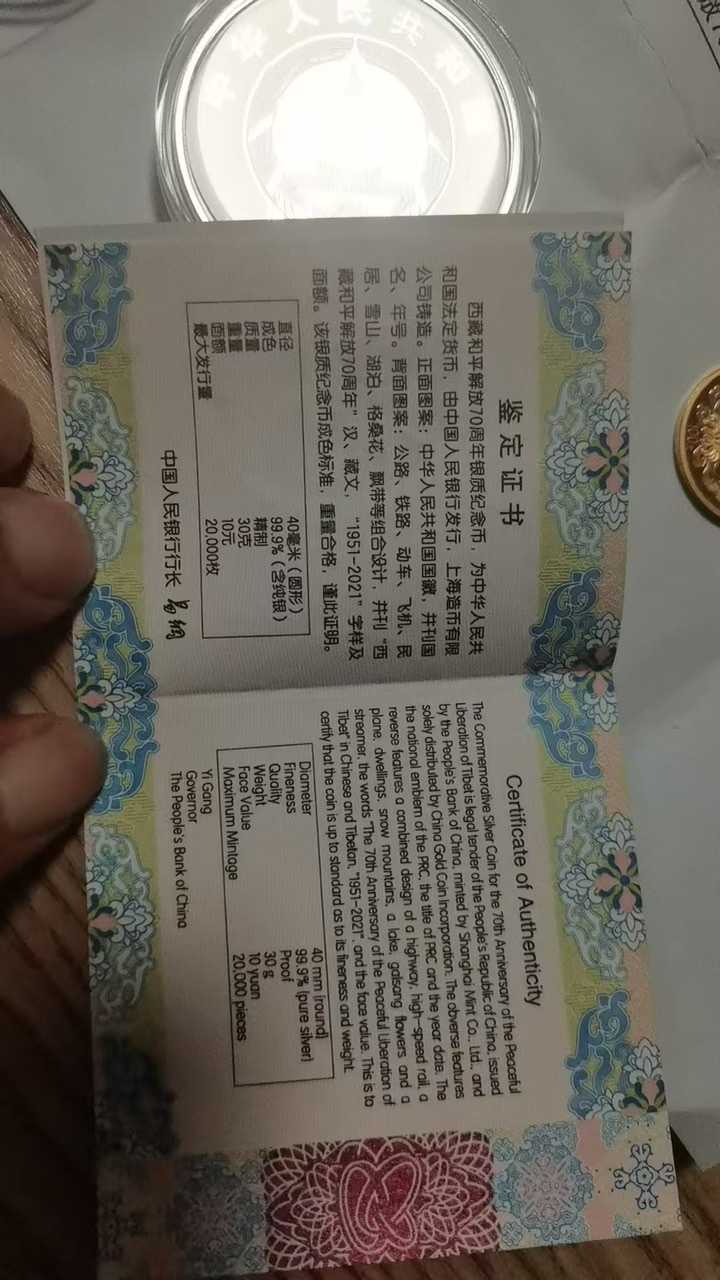 中华人民共和国
鉴定证书
西藏和平解放70周年银质纪念币，为中华人民共
和国法定货币，由中国人民银行发行，上海造币有限
公司铸造。正面图案：中华人民共和国国徽，并刊国
名、年号。背面图案：公路、铁路、动车、飞机、民
居、雪山、湖泊、格桑花、飘带等组合设计，并刊“西
藏和平解放70周年”汉、藏文，“1951-2021”字样及
面额。该银质纪念币成色标准，重量合格，谨此证明。
直径 40毫米（圆形）
成色 99.9%（含纯银）
质量 精制
重量 30克
面额 10元
最大发行量 20,000枚
中国人民银行行长 易纲
Certificate of Authenticity
The Commemorative Silver Coin for the 70th Anniversary of the Peaceful
Liberation of Tibet is legal tender of the People's Republic of China, issued
by the People's Bank of China, minted by Shanghai Mint Co., Ltd., and
solely distributed by China Gold Coin Incorporation. The obverse features
the national emblem of the PRC, the title of PRC and the year date. The
reverse features a combined design of a highway, high-speed rail, a
plane, dwellings, snow mountains, a lake, galsang flowers and a
streamer, the words "The 70th Anniversary of the Peaceful Liberation of
Tibet" in Chinese and Tibetan, "1951-2021", and the face value. This is to
certify that the coin is up to standard as to its fineness and weight.
Diameter 40 mm (round)
Fineness 99.9% (pure silver)
Quality Proof
Weight 30 g
Face Value 10 yuan
Maximum Mintage 20,000 pieces
Yi Gang
Governor
The People's Bank of China